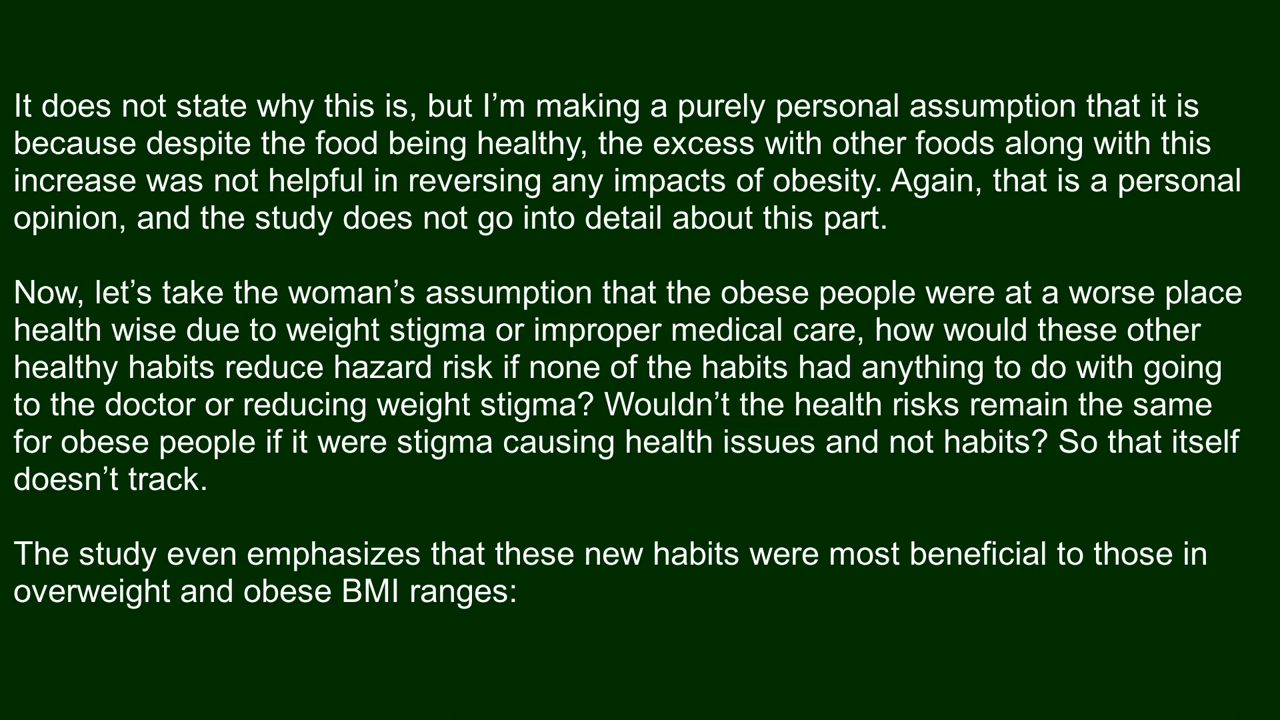 It does not state why this is, but I’m making a purely personal assumption that it is
because despite the food being healthy, the excess with other foods along with this
increase was not helpful in reversing any impacts of obesity. Again, that is a personal
opinion, and the study does not go into detail about this part.
Now, let’s take the woman’s assumption that the obese people were at a worse place
health wise due to weight stigma or improper medical care, how would these other
healthy habits reduce hazard risk if none of the habits had anything to do with going
to the doctor or reducing weight stigma? Wouldn’t the health risks remain the same
for obese people if it were stigma causing health issues and not habits? So that itself
doesn’t track.
The study even emphasizes that these new habits were most beneficial to those in
overweight and obese BMI ranges: